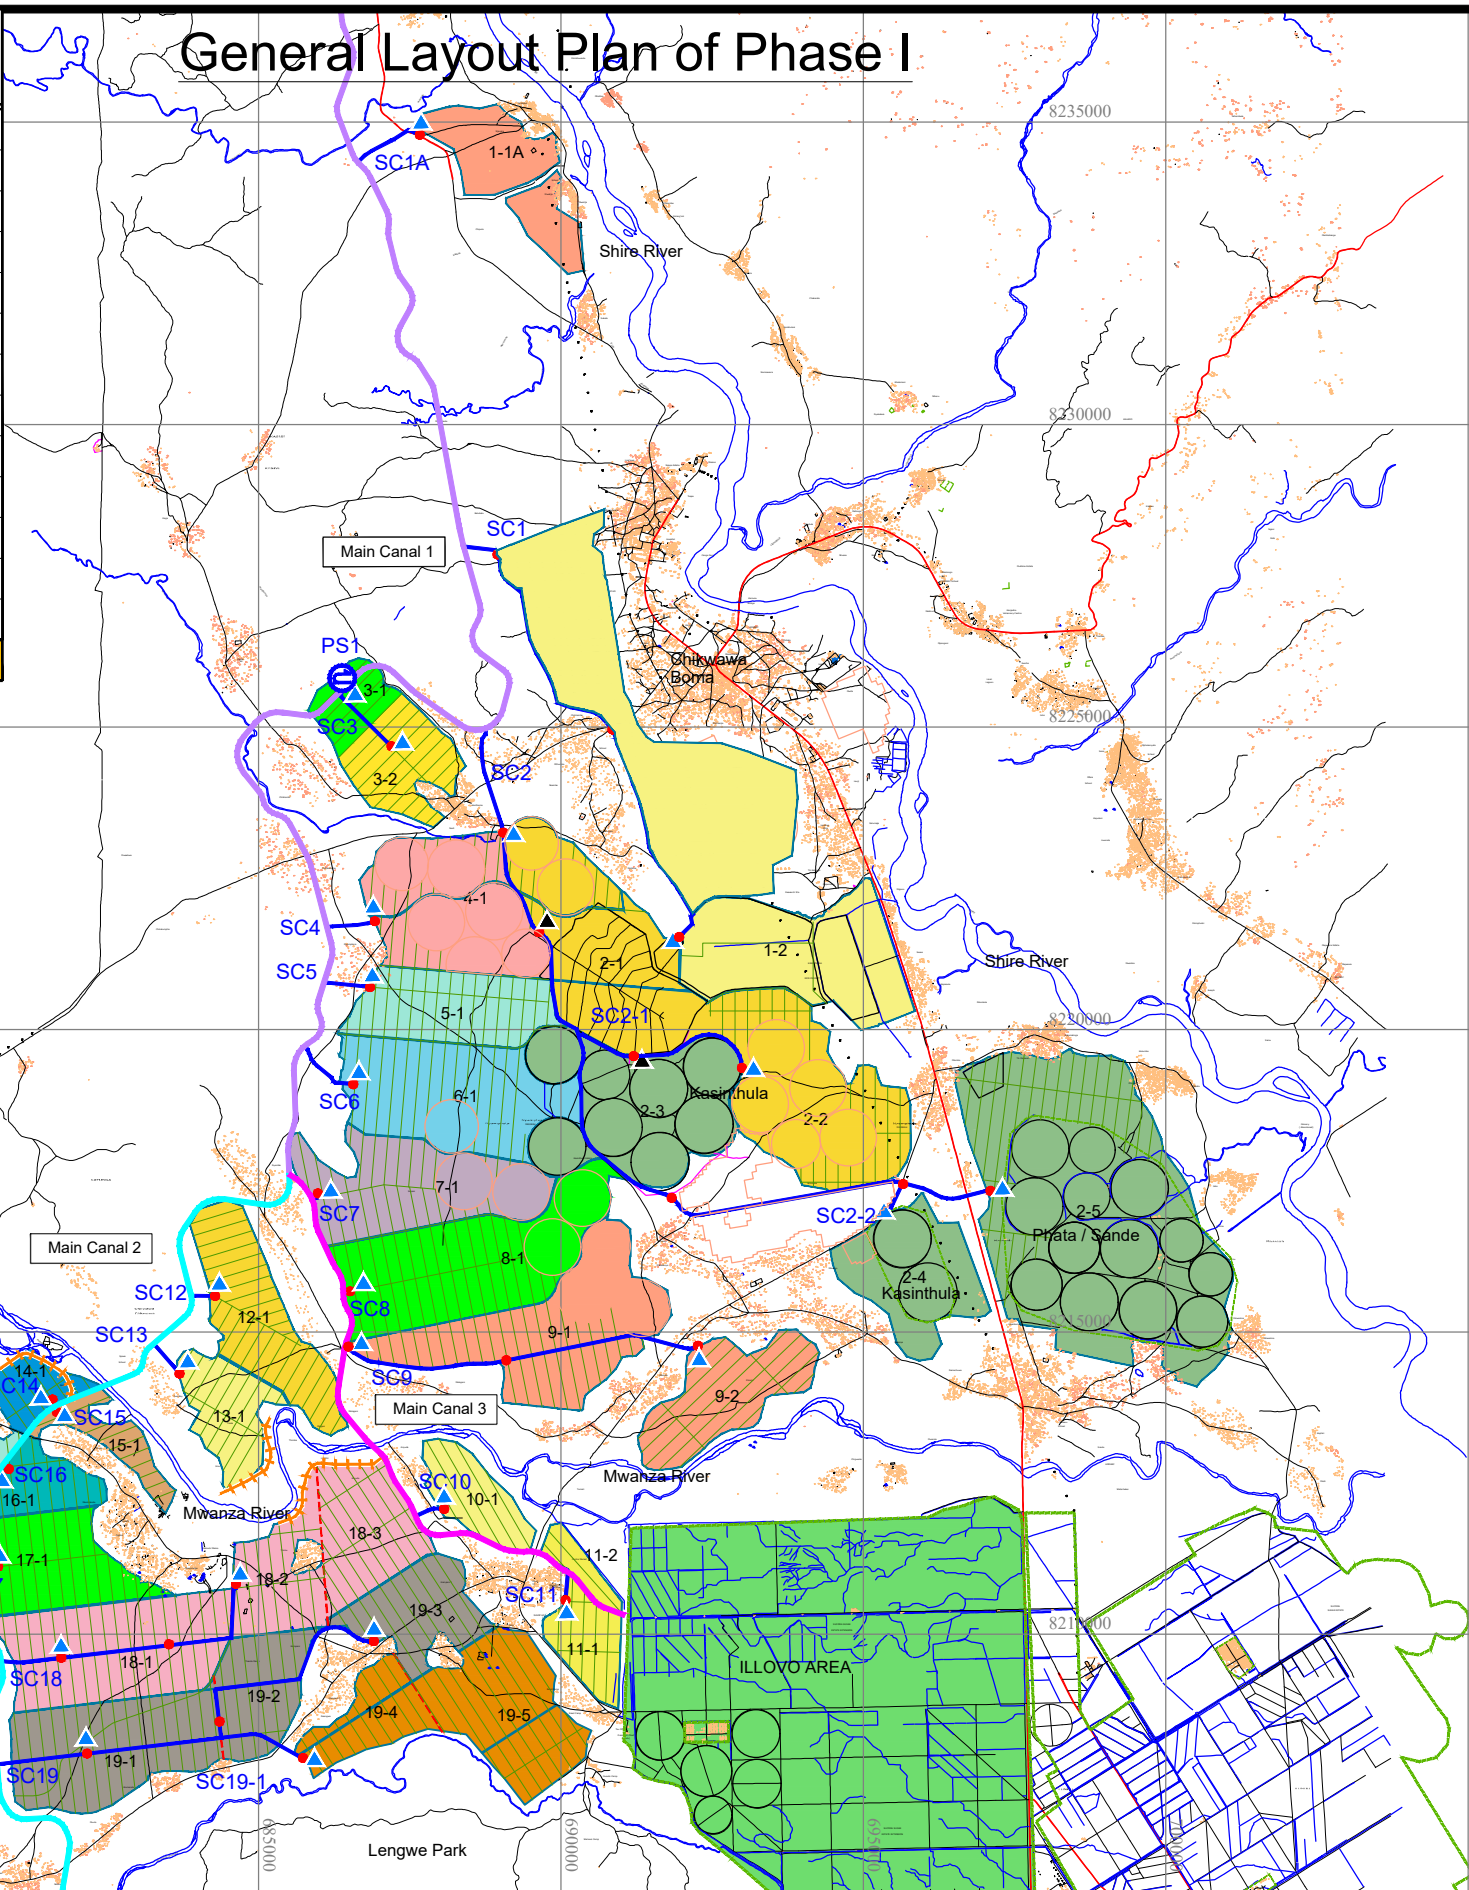 General Layout Plan of Phase I
8235000
SC1A
1-1A
Shire River
8230000
SC1
Main Canal 1
PS1
3-1
Chikwawa
Boma
SC3
8225000
SC2
3-2
4-1
SC4
1-2
2-1
Shire River
SC5
5-1
SC2-1
8220000
6-1
Kasinthula
SC6
2-3
2-2
7-1
SC7
SC2-2
2-5
Phata / Sande
Main Canal 2
8-1
2-4
Kasinthula
SC12
SC8
12-1
8215000
SC13
9-1
14-1
C14
SC9
9-2
Main Canal 3
13-1
SC15
15-1
SC16
Mwanza River
SC10
16-1
10-1
Mwanza River
18-3
17-1
11-2
18-2
SC11
19-3
8210000
11-1
18-1
ILLOVO AREA
SC18
19-2
19-4
19-5
19-1
SC19
SC19-1
685000
690000
695000
700000
Lengwe Park